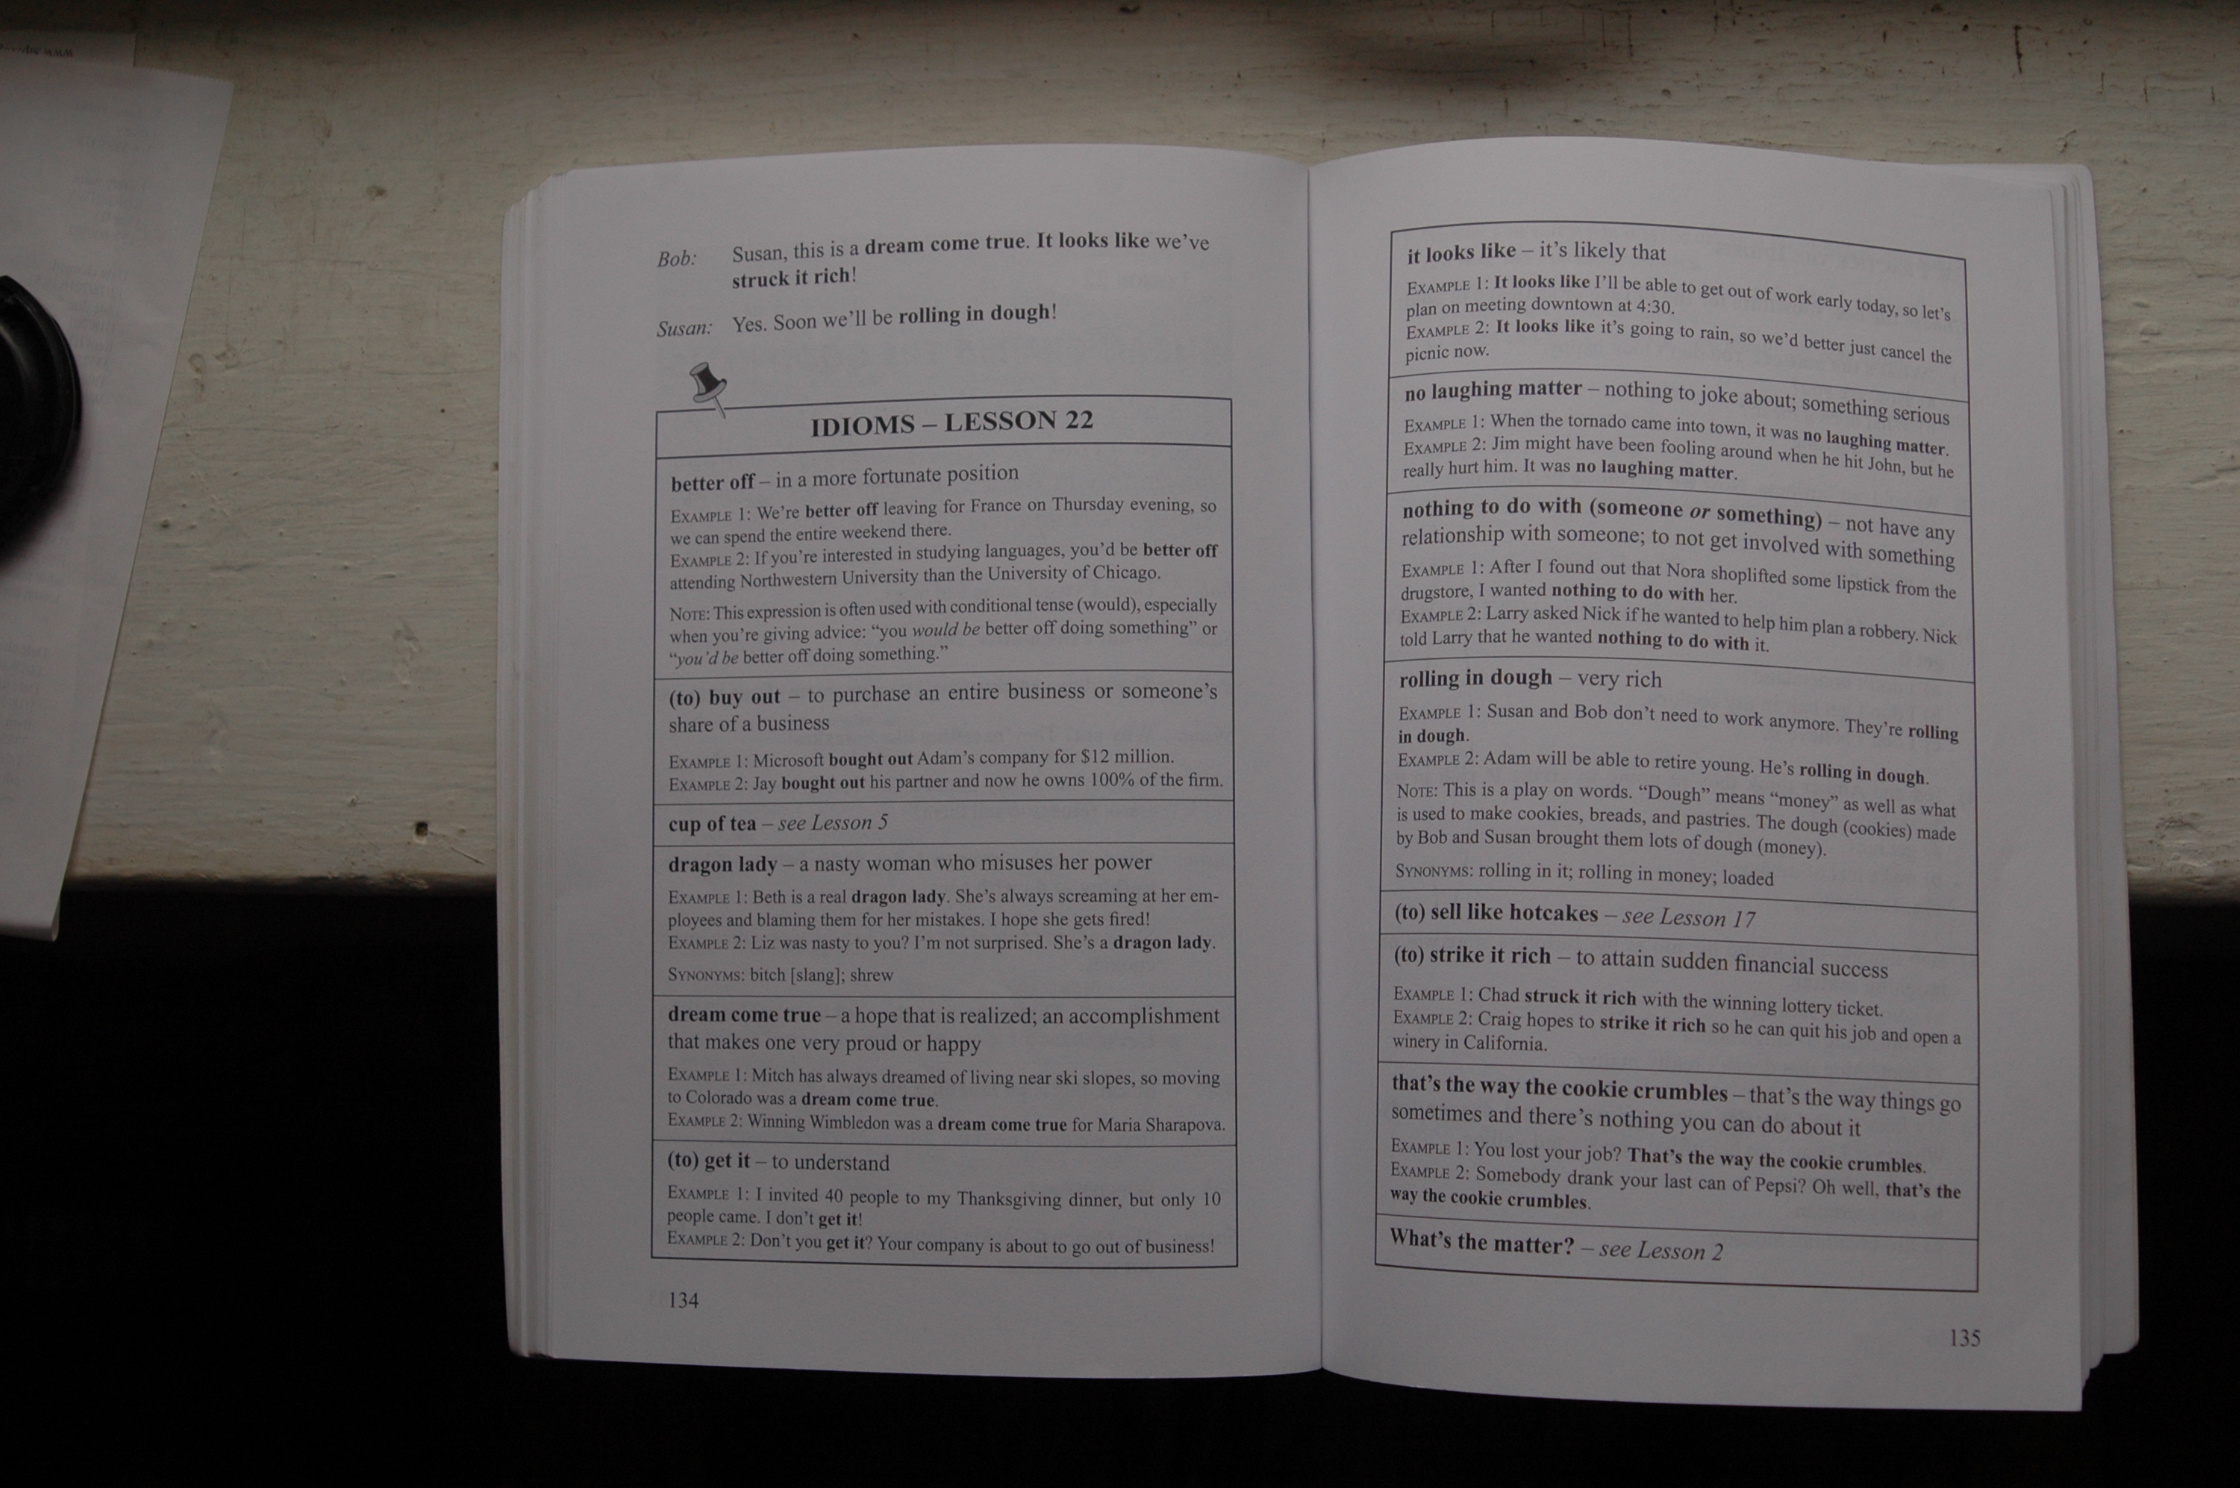 Bob: Susan, this is a dream come true. It looks like we've
struck it rich!
Susan: Yes. Soon we'll be rolling in dough!
IDIOMS – LESSON 22
better off – in a more fortunate position
EXAMPLE 1: We're better off leaving for France on Thursday evening, so
we can spend the entire weekend there.
EXAMPLE 2: If you're interested in studying languages, you'd be better off
attending Northwestern University than the University of Chicago.
NOTE: This expression is often used with conditional tense (would), especially
when you're giving advice: "you would be better off doing something" or
"you'd be better off doing something."
(to) buy out – to purchase an entire business or someone's
share of a business
EXAMPLE 1: Microsoft bought out Adam's company for $12 million.
EXAMPLE 2: Jay bought out his partner and now he owns 100% of the firm.
cup of tea – see Lesson 5
dragon lady – a nasty woman who misuses her power
EXAMPLE 1: Beth is a real dragon lady. She's always screaming at her em-
ployees and blaming them for her mistakes. I hope she gets fired!
EXAMPLE 2: Liz was nasty to you? I'm not surprised. She's a dragon lady.
SYNONYMS: bitch [slang]; shrew
dream come true – a hope that is realized; an accomplishment
that makes one very proud or happy
EXAMPLE 1: Mitch has always dreamed of living near ski slopes, so moving
to Colorado was a dream come true.
EXAMPLE 2: Winning Wimbledon was a dream come true for Maria Sharapova.
(to) get it – to understand
EXAMPLE 1: I invited 40 people to my Thanksgiving dinner, but only 10
people came. I don't get it!
EXAMPLE 2: Don't you get it? Your company is about to go out of business!
134
it looks like – it's likely that
EXAMPLE 1: It looks like I'll be able to get out of work early today, so let's
plan on meeting downtown at 4:30.
EXAMPLE 2: It looks like it's going to rain, so we'd better just cancel the
picnic now.
no laughing matter – nothing to joke about; something serious
EXAMPLE 1: When the tornado came into town, it was no laughing matter.
EXAMPLE 2: Jim might have been fooling around when he hit John, but he
really hurt him. It was no laughing matter.
nothing to do with (someone or something) – not have any
relationship with someone; to not get involved with something
EXAMPLE 1: After I found out that Nora shoplifted some lipstick from the
drugstore, I wanted nothing to do with her.
EXAMPLE 2: Larry asked Nick if he wanted to help him plan a robbery. Nick
told Larry that he wanted nothing to do with it.
rolling in dough – very rich
EXAMPLE 1: Susan and Bob don't need to work anymore. They're rolling
in dough.
EXAMPLE 2: Adam will be able to retire young. He's rolling in dough.
NOTE: This is a play on words. "Dough" means "money" as well as what
is used to make cookies, breads, and pastries. The dough (cookies) made
by Bob and Susan brought them lots of dough (money).
SYNONYMS: rolling in it; rolling in money; loaded
(to) sell like hotcakes – see Lesson 17
(to) strike it rich – to attain sudden financial success
EXAMPLE 1: Chad struck it rich with the winning lottery ticket.
EXAMPLE 2: Craig hopes to strike it rich so he can quit his job and open a
winery in California.
that's the way the cookie crumbles – that's the way things go
sometimes and there's nothing you can do about it
EXAMPLE 1: You lost your job? That's the way the cookie crumbles.
EXAMPLE 2: Somebody drank your last can of Pepsi? Oh well, that's the
way the cookie crumbles.
What's the matter? – see Lesson 2
135